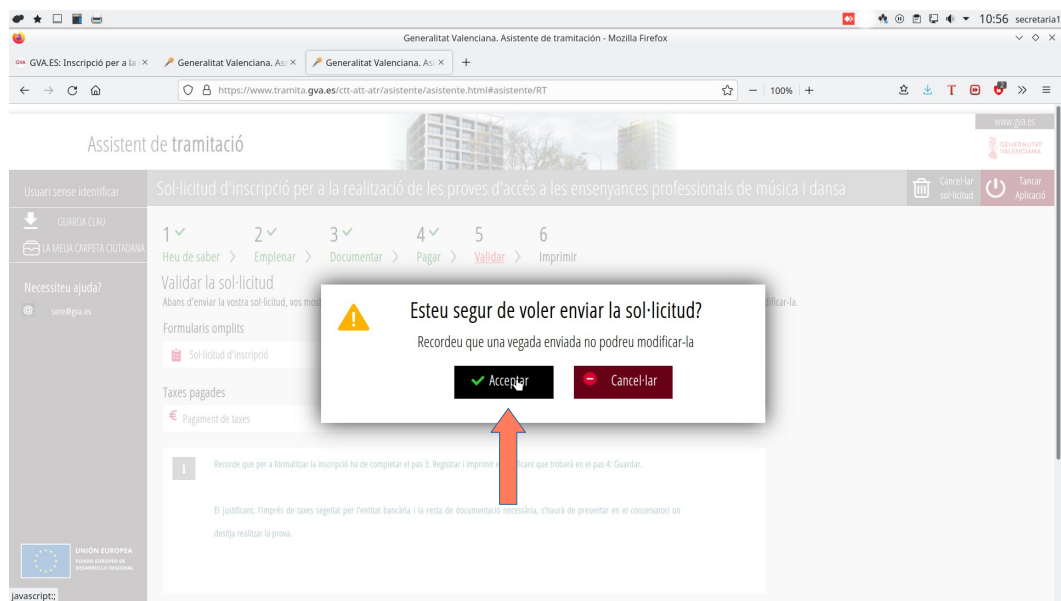 10:56 secretaria1
Generalitat Valenciana. Asistente de tramitación - Mozilla Firefox
GVA.ES: Inscripció per a la
Generalitat Valenciana. Asi
Generalitat Valenciana. Asi
https://www.tramita.gva.es/ctt-att-atr/asistente/asistente.html#asistente/RT
100%
www.gva.es
Assistent de tramitació
GENERALITAT
VALENCIANA
Usuari sense identificar
Sol·licitud d'inscripció per a la realització de les proves d'accés a les ensenyances professionals de música i dansa
Cancel·lar
sol·licitud
Tancar
Aplicació
GUARDA CLAU
LA MEUA CARPETA CIUTADANA
1 2 3 4 5 6
Heu de saber > Emplenar > Documentar > Pagar > Validar > Imprimir
Necessiteu ajuda?
sere@gva.es
Validar la sol·licitud
Abans d'enviar la vostra sol·licitud, vos
Formularis omplits
Sol·licitud d'inscripció
Taxes pagades
Pagament de taxes
Esteu segur de voler enviar la sol·licitud?
Recordeu que una vegada enviada no podreu modificar-la
Acceptar
Cancel·lar
Recorde que per a formalitzar la inscripció ha de completar el pas 3: Registrar i imprimir que trobarà en el pas 4: Guardar.
El justificant, l'imprés de taxes segellat per l'entitat bancària i la resta de documentació necessària, s'haurà de presentar en el conservatori on
desitja realitzar la prova.
UNIÓN EUROPEA
FONDO EUROPEO DE
DESARROLLO REGIONAL
javascript:;